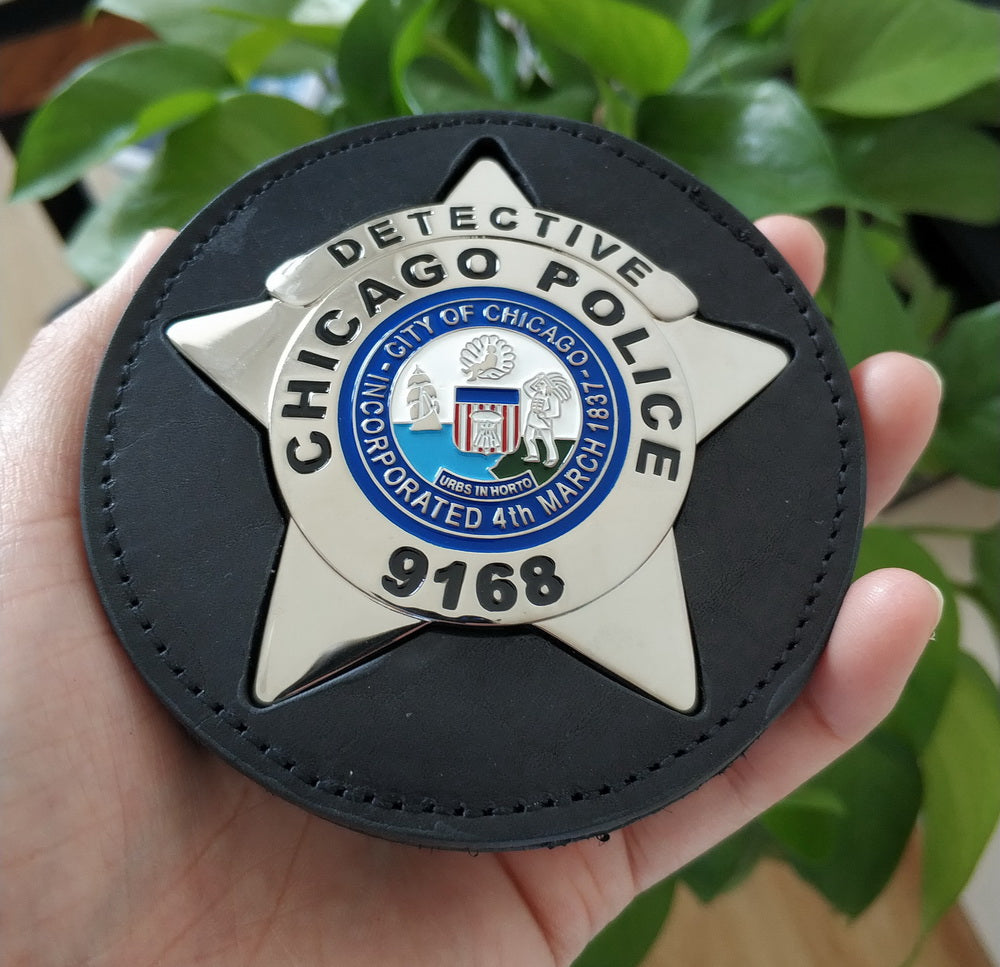 DETECTIVE
CHICAGO POLICE
CITY OF CHICAGO
INCORPORATED 4th MARCH 1837
URBS IN HORTO
9168